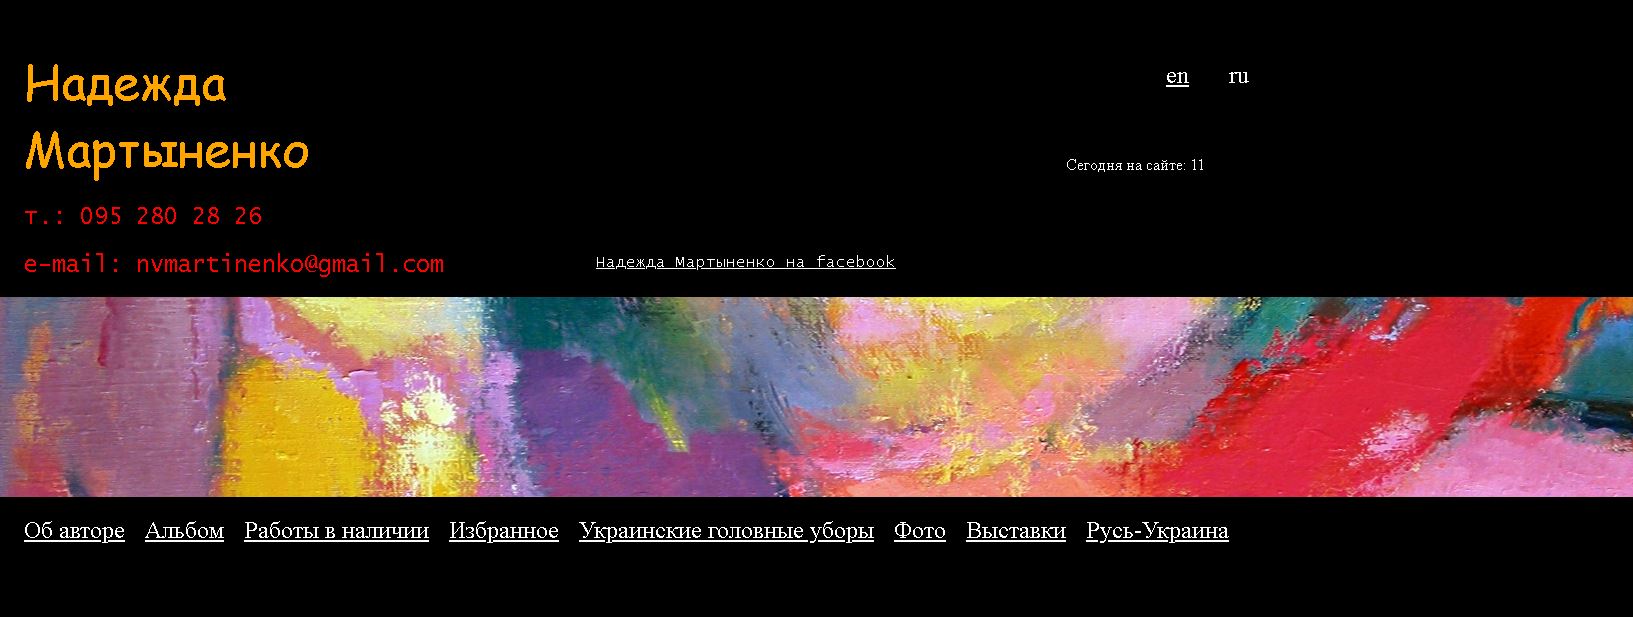 Надежда
Мартыненко
т.: 095 280 28 26
e-mail: nvmartinenko@gmail.com
en ru
Сегодня на сайте: 11
Надежда Мартыненко на facebook
Об авторе Альбом Работы в наличии Избранное Украинские головные уборы Фото Выставки Русь-Украина